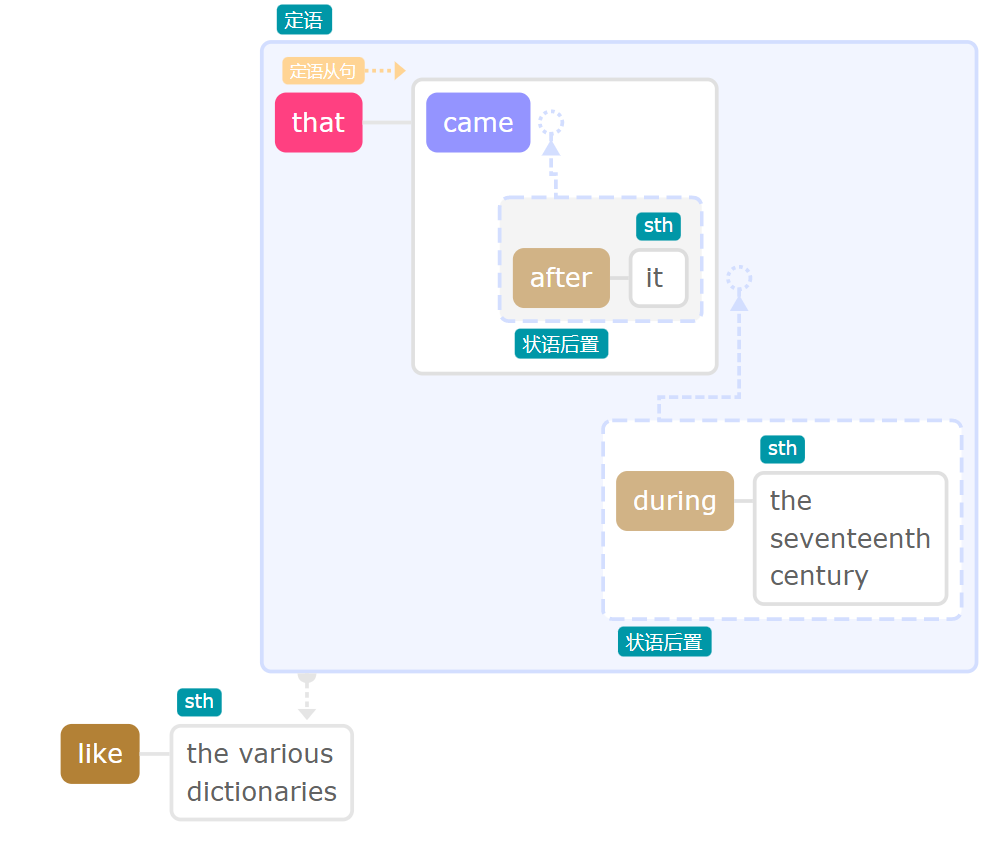 定语
定语从句
that
came
sth
after
it
状语后置
sth
during
the
seventeenth
century
状语后置
sth
like
the various
dictionaries